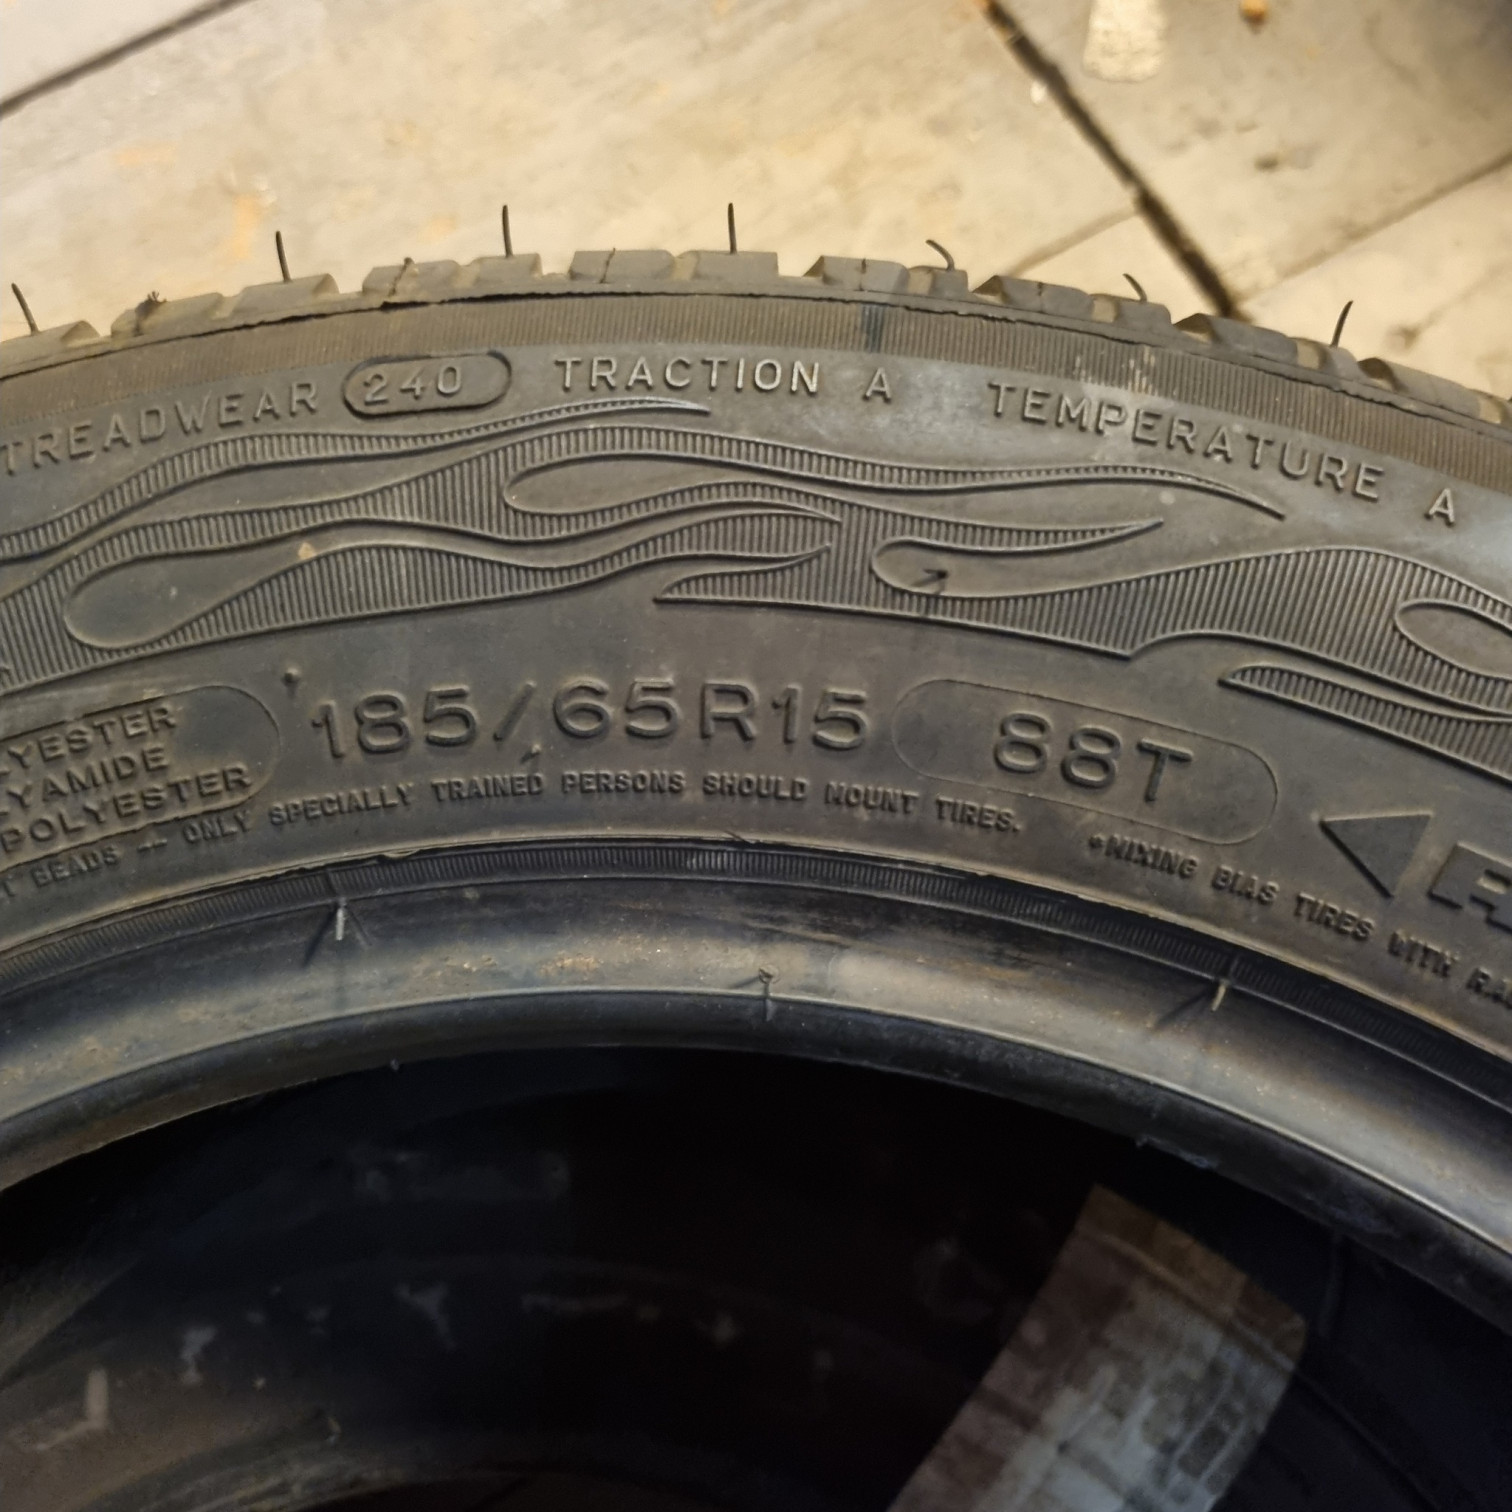 TREADWEAR 240 TRACTION A TEMPERATURE A
POLYESTER
185/65R15 88T
ONLY SPECIALLY TRAINED PERSONS SHOULD MOUNT TIRES.
BEADS
MIXING BIAS TIRES WITH